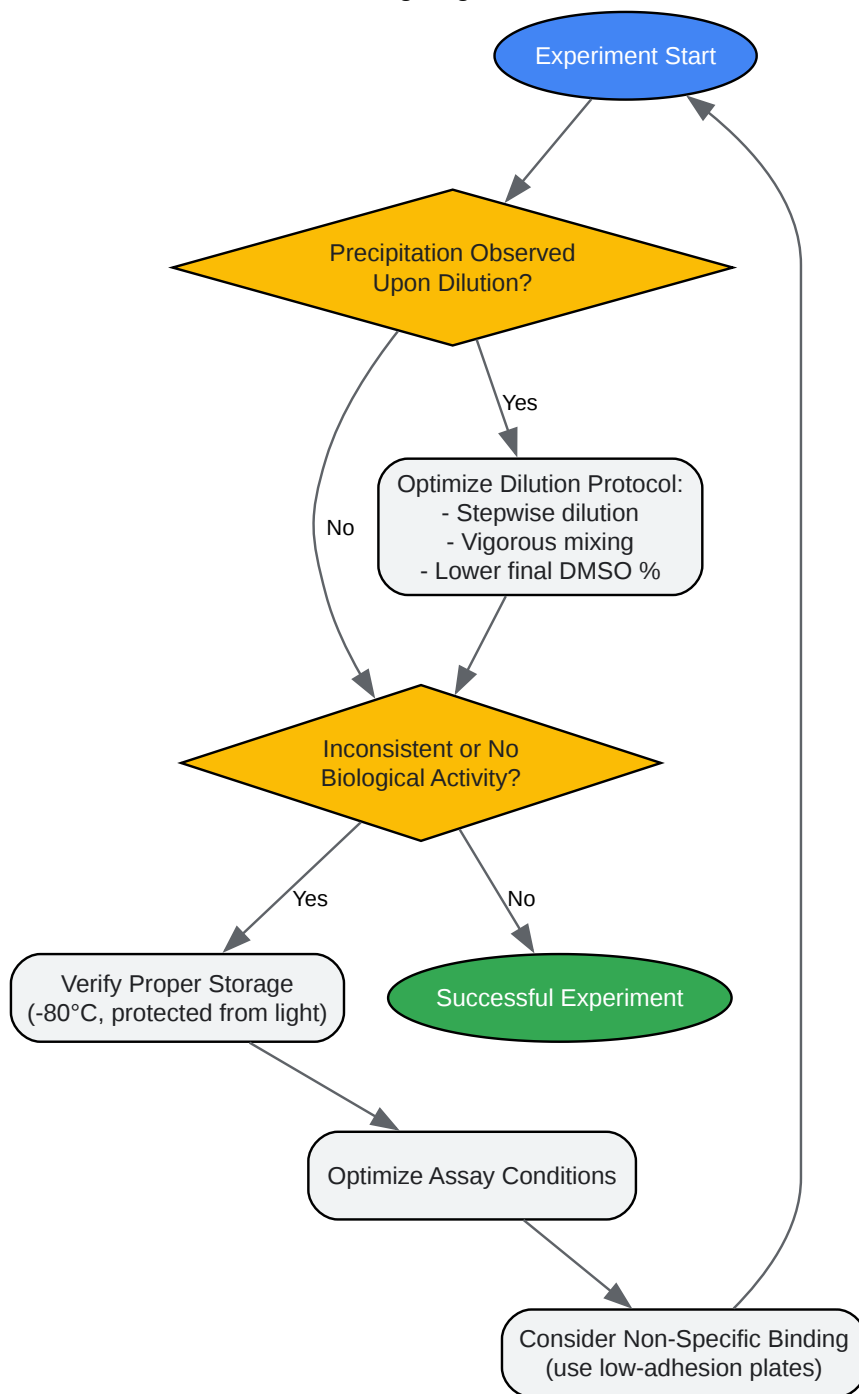 Experiment Start
Precipitation Observed
Upon Dilution?
Yes
Optimize Dilution Protocol:
- Stepwise dilution
- Vigorous mixing
- Lower final DMSO %
No
Inconsistent or No
Biological Activity?
Yes
No
Verify Proper Storage
(-80°C, protected from light)
Successful Experiment
Optimize Assay Conditions
Consider Non-Specific Binding
(use low-adhesion plates)